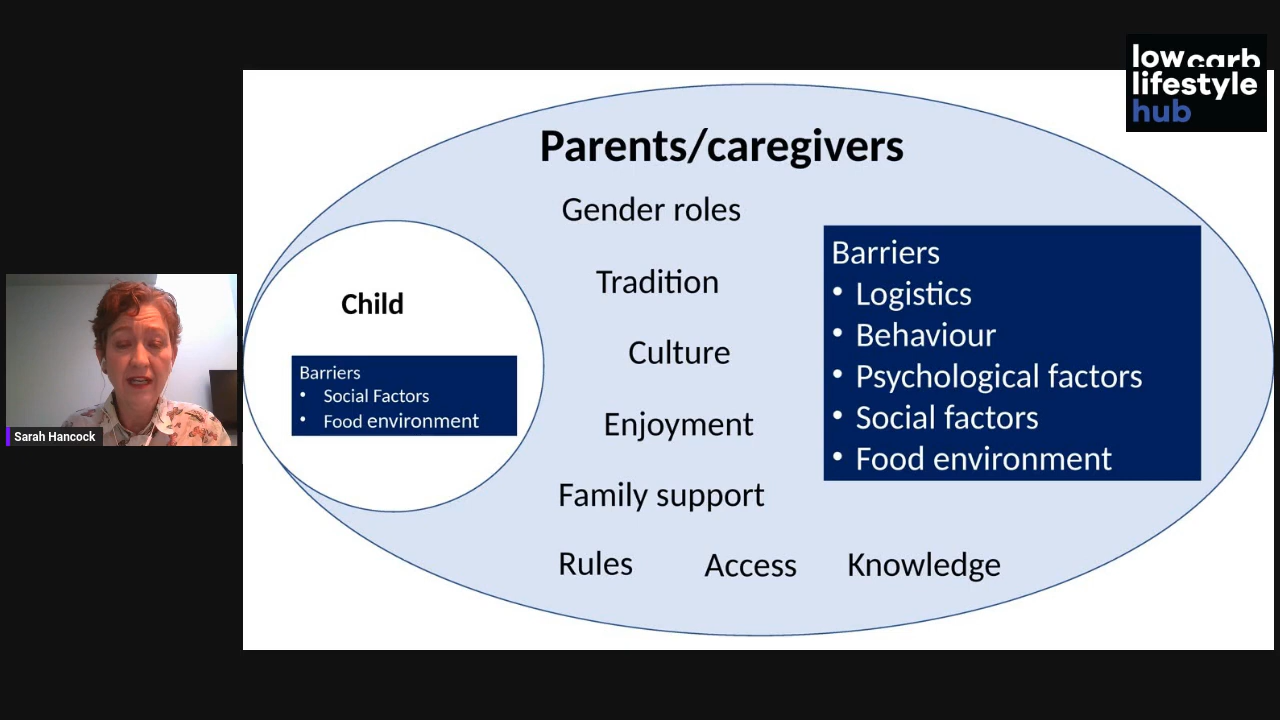 low carb
lifestyle
hub
Parents/caregivers
Gender roles
Tradition
Culture
Enjoyment
Family support
Rules
Access
Knowledge
Child
Barriers
• Social Factors
• Food environment
Barriers
• Logistics
• Behaviour
• Psychological factors
• Social factors
• Food environment
Sarah Hancock